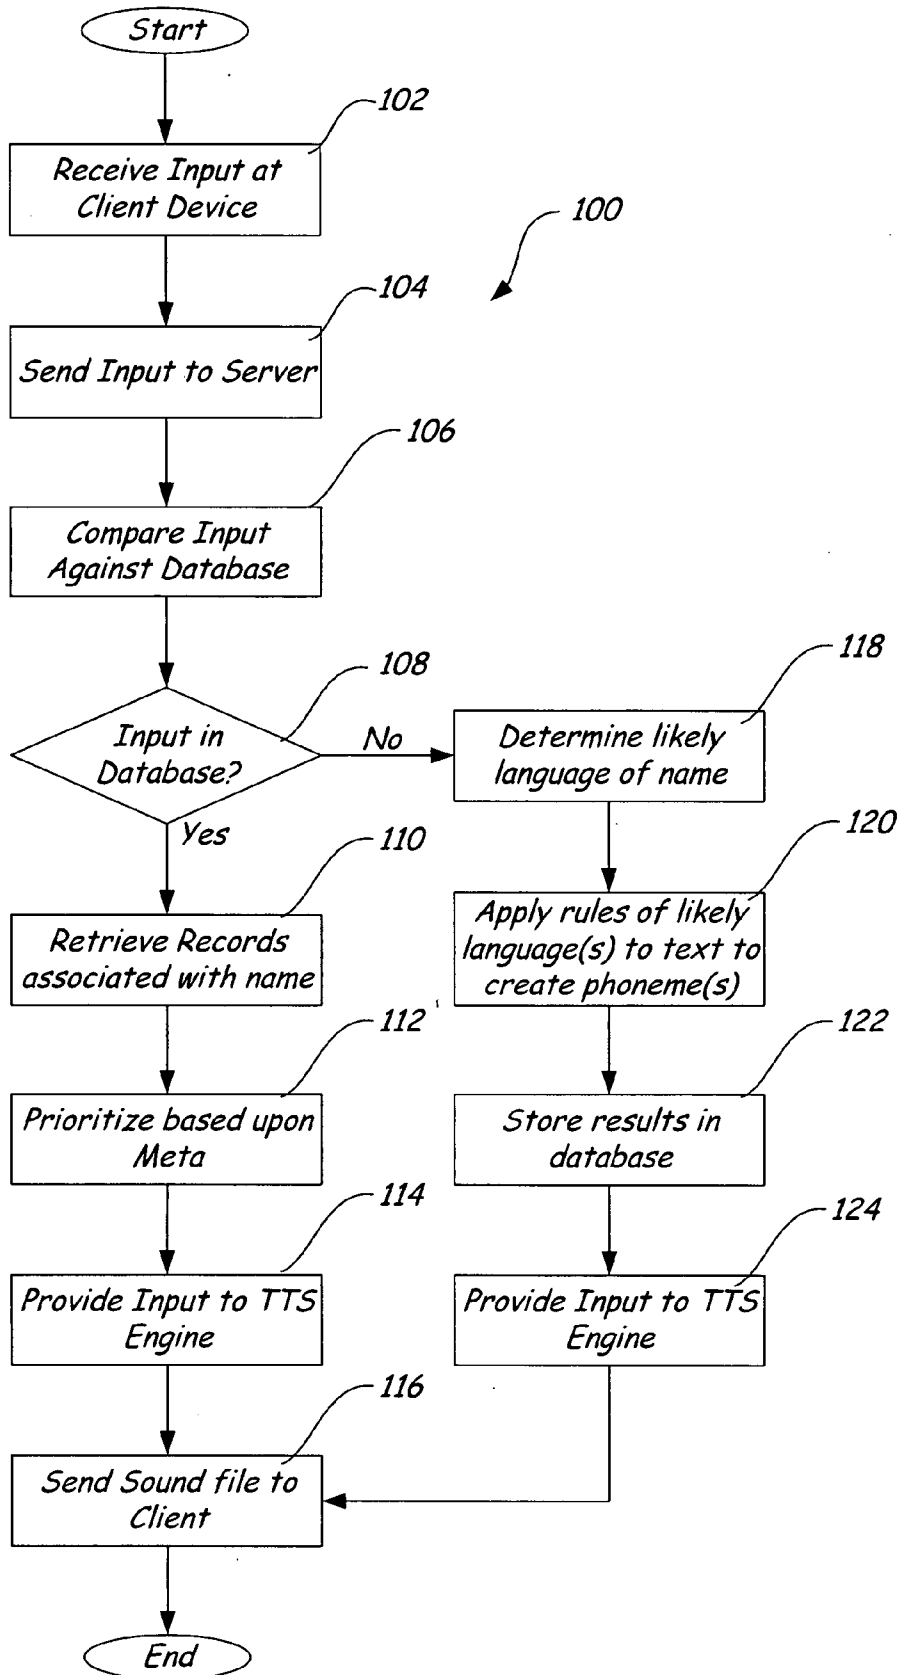 Start
102
Receive Input at
Client Device
100
104
Send Input to Server
106
Compare Input
Against Database
108
Input in
Database?
No
Yes
118
Determine likely
language of name
110
Retrieve Records
associated with name
120
Apply rules of likely
language(s) to text to
create phoneme(s)
112
Prioritize based upon
Meta
122
Store results in
database
114
Provide Input to TTS
Engine
124
Provide Input to TTS
Engine
116
Send Sound file to
Client
End